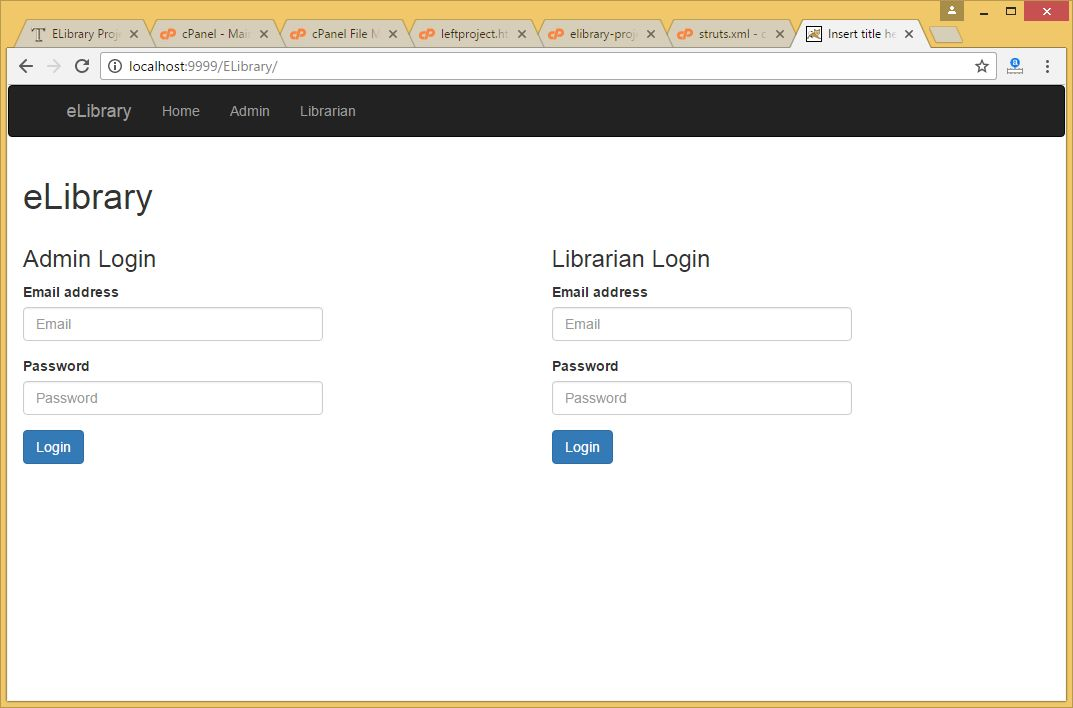 ELibrary Proj
cPanel - Main
cPanel File M
leftproject.ht
elibrary-proj
struts.xml - c
Insert title he
localhost:9999/ELibrary/
eLibrary Home Admin Librarian
eLibrary
Admin Login
Librarian Login
Email address
Email address
Email
Email
Password
Password
Password
Password
Login
Login